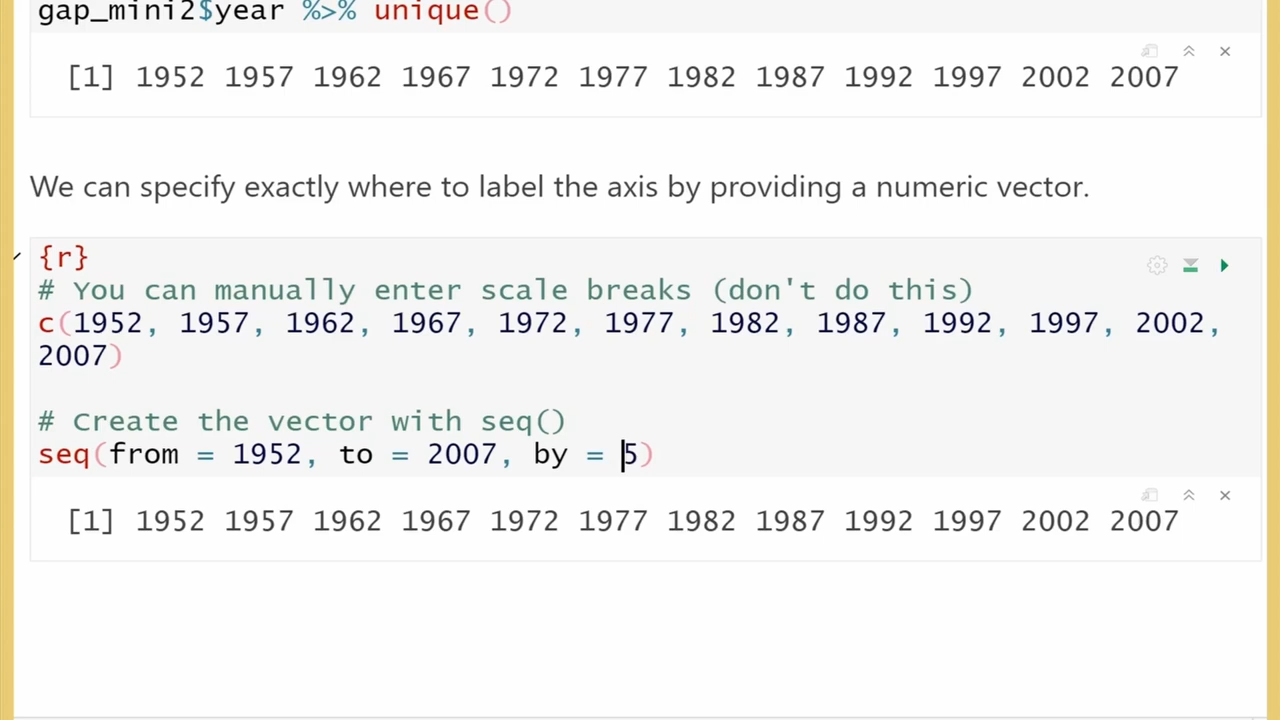 gap_mini2$year %>% unique()
[1] 1952 1957 1962 1967 1972 1977 1982 1987 1992 1997 2002 2007
We can specify exactly where to label the axis by providing a numeric vector.
{r}
# You can manually enter scale breaks (don't do this)
c(1952, 1957, 1962, 1967, 1972, 1977, 1982, 1987, 1992, 1997, 2002,
2007)
# Create the vector with seq()
seq(from = 1952, to = 2007, by = 5)
[1] 1952 1957 1962 1967 1972 1977 1982 1987 1992 1997 2002 2007